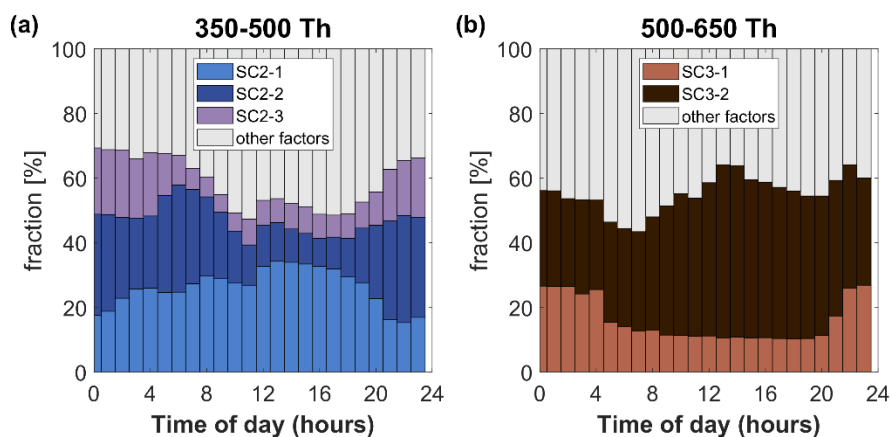 (a) 350-500 Th
fraction [%]
100
80
60
40
20
0
SC2-1
SC2-2
SC2-3
other factors
0 4 8 12 16 20 24
Time of day (hours)
(b) 500-650 Th
fraction [%]
100
80
60
40
20
0
SC3-1
SC3-2
other factors
0 4 8 12 16 20 24
Time of day (hours)